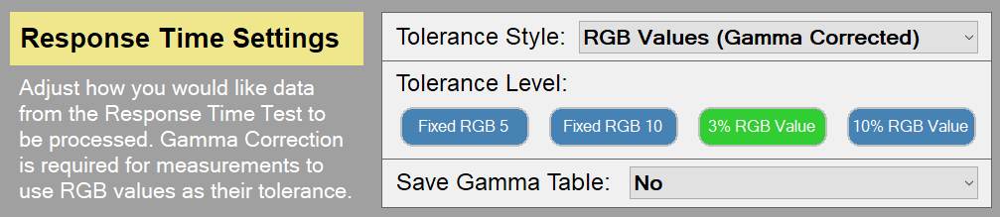 Response Time Settings
Adjust how you would like data
from the Response Time Test to
be processed. Gamma Correction
is required for measurements to
use RGB values as their tolerance.
Tolerance Style: RGB Values (Gamma Corrected)
Tolerance Level:
Fixed RGB 5 Fixed RGB 10 3% RGB Value 10% RGB Value
Save Gamma Table: No